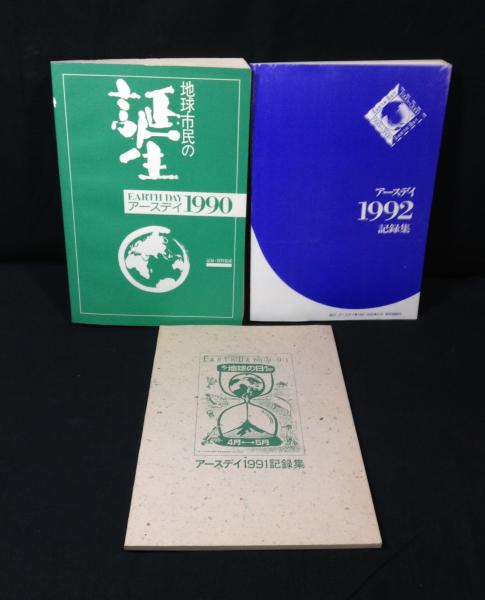 地球市民の
誕生
EARTH DAY
アースデイ1990
アースデイ
1992
記録集
地球の日
4月←→5月
アースデイ1991記録集